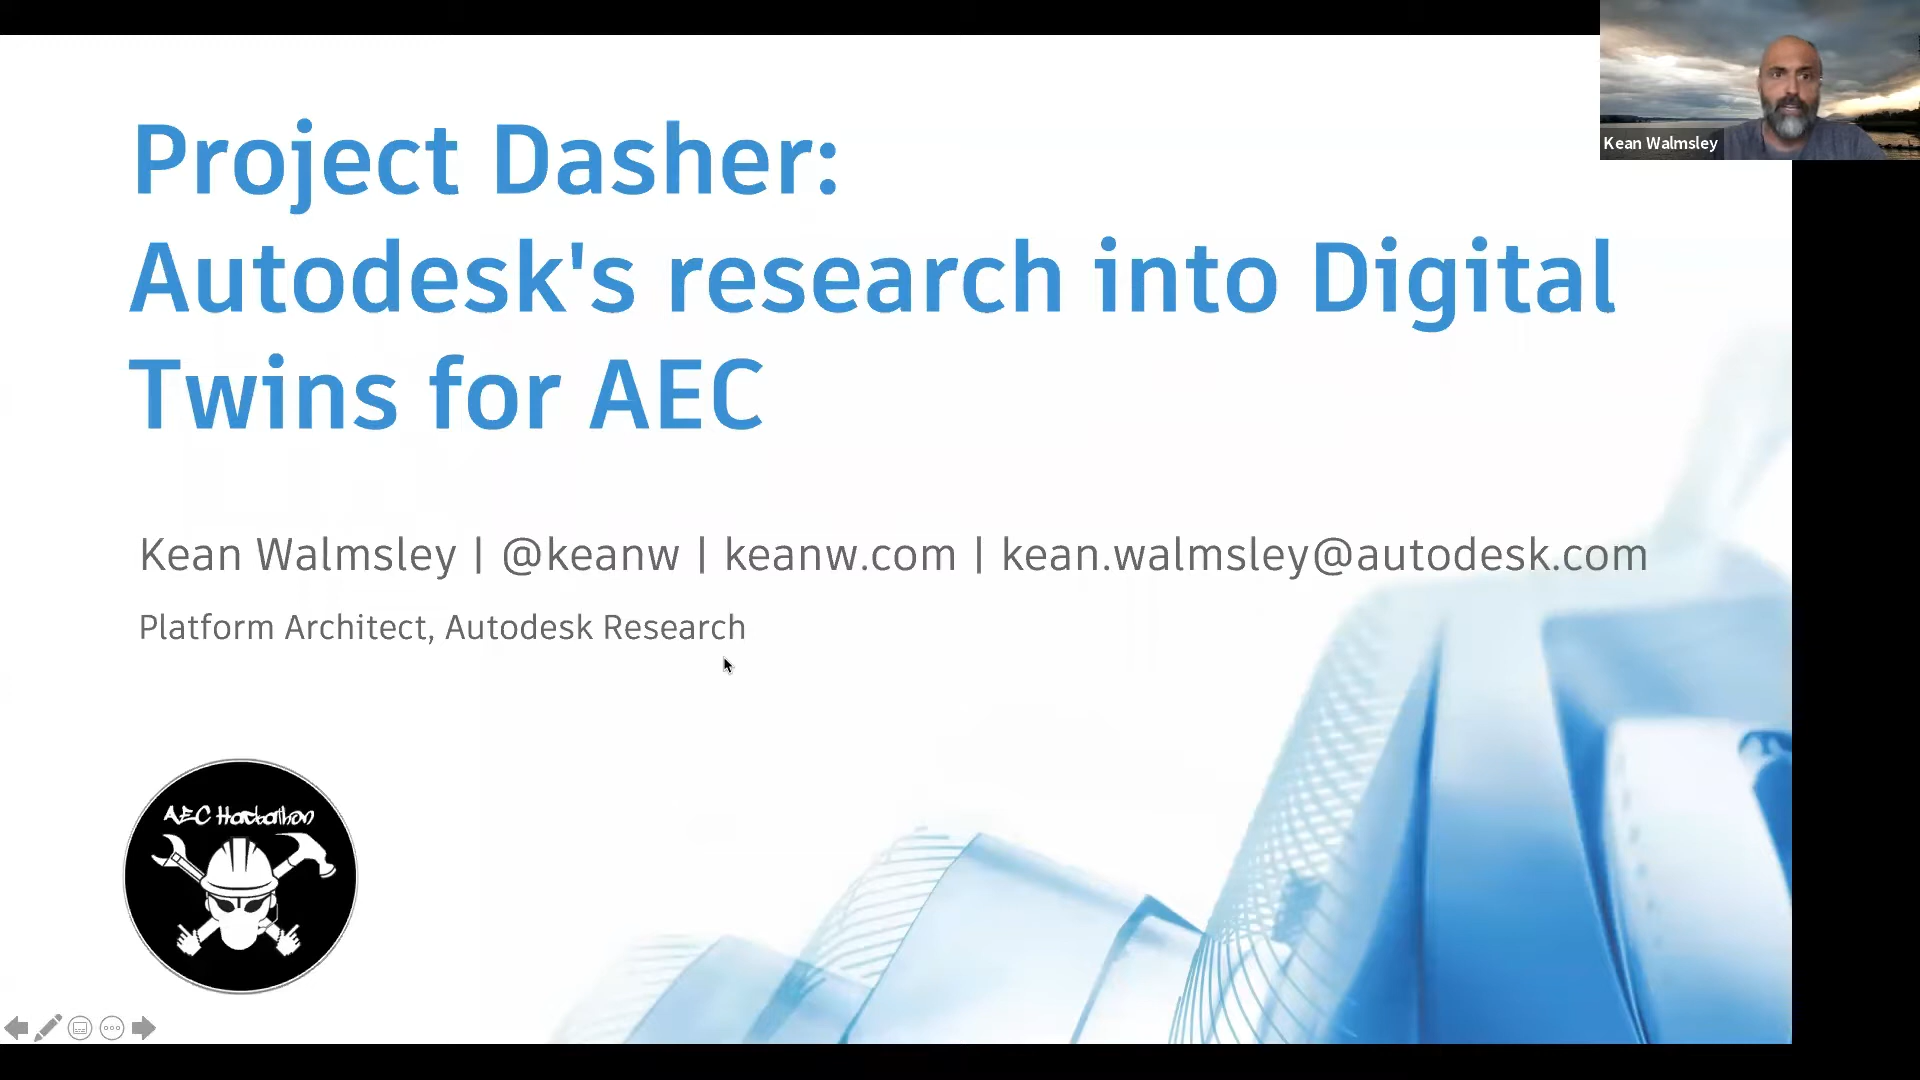 Project Dasher:
Autodesk's research into Digital
Twins for AEC
Kean Walmsley | @keanw | keanw.com | kean.walmsley@autodesk.com
Platform Architect, Autodesk Research
AEC Hackathon
Kean Walmsley